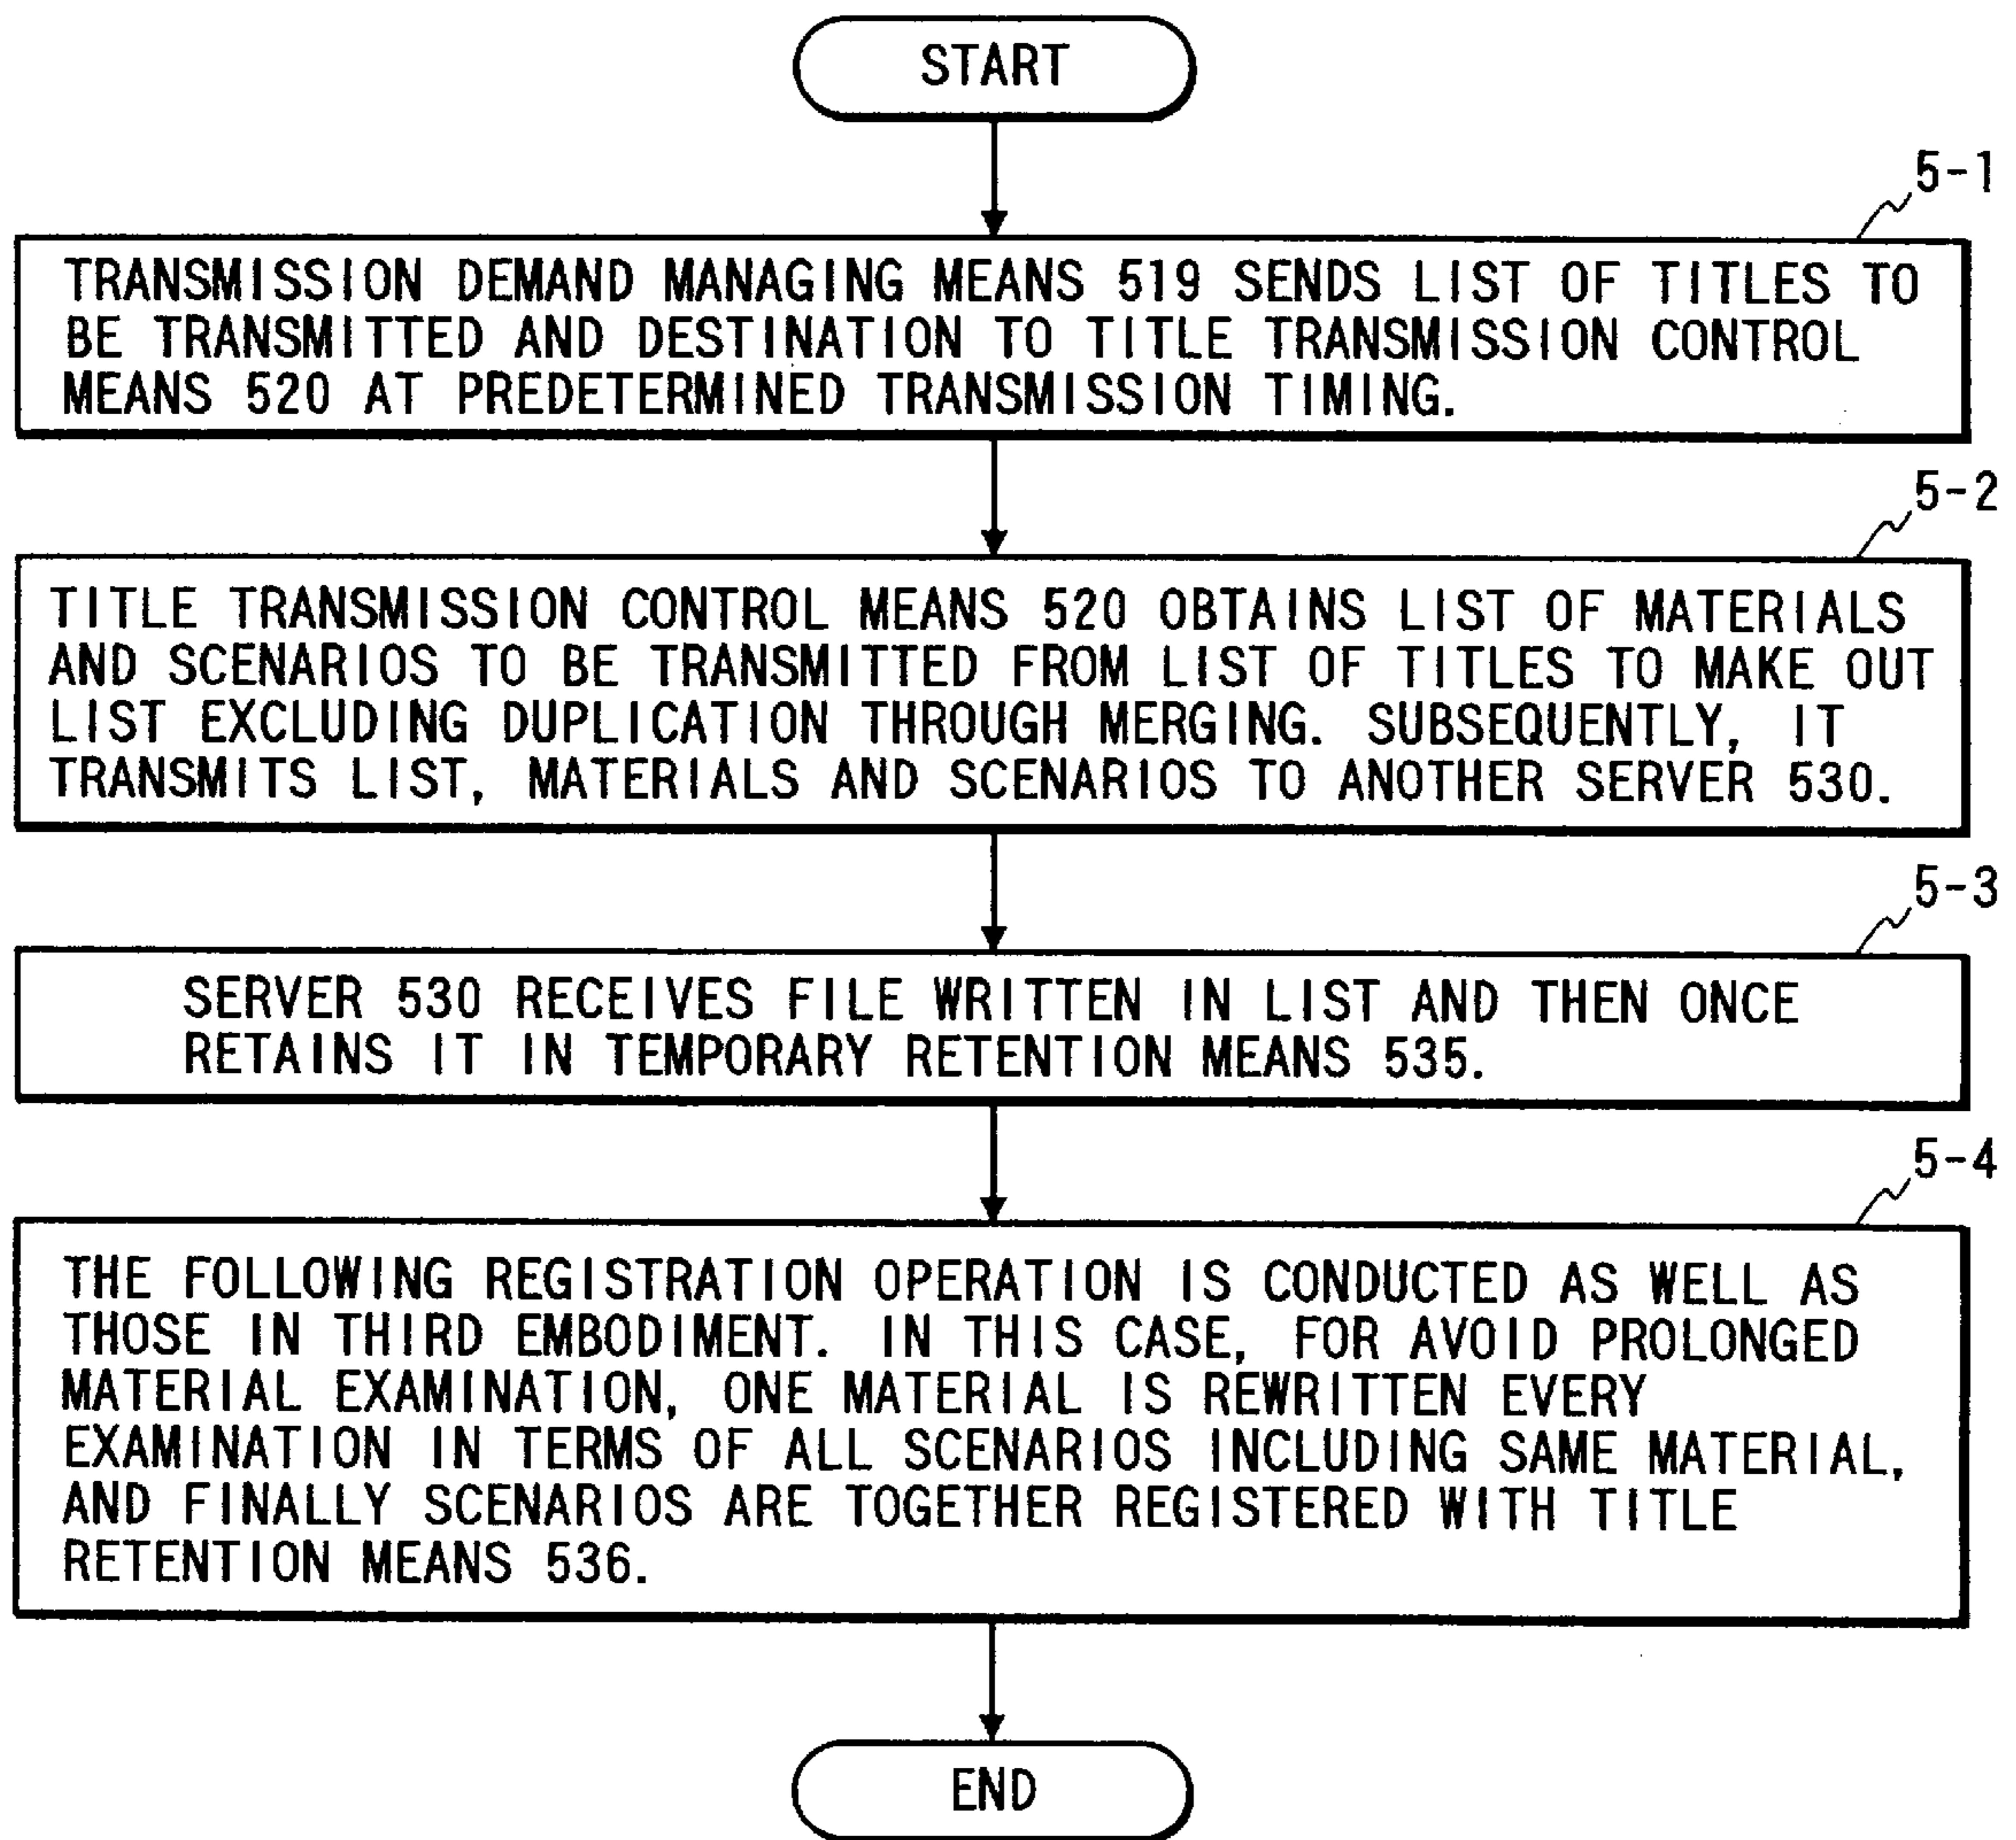 START
5-1
TRANSMISSION DEMAND MANAGING MEANS 519 SENDS LIST OF TITLES TO
BE TRANSMITTED AND DESTINATION TO TITLE TRANSMISSION CONTROL
MEANS 520 AT PREDETERMINED TRANSMISSION TIMING.
5-2
TITLE TRANSMISSION CONTROL MEANS 520 OBTAINS LIST OF MATERIALS
AND SCENARIOS TO BE TRANSMITTED FROM LIST OF TITLES TO MAKE OUT
LIST EXCLUDING DUPLICATION THROUGH MERGING. SUBSEQUENTLY, IT
TRANSMITS LIST, MATERIALS AND SCENARIOS TO ANOTHER SERVER 530.
5-3
SERVER 530 RECEIVES FILE WRITTEN IN LIST AND THEN ONCE
RETAINS IT IN TEMPORARY RETENTION MEANS 535.
5-4
THE FOLLOWING REGISTRATION OPERATION IS CONDUCTED AS WELL AS
THOSE IN THIRD EMBODIMENT. IN THIS CASE, FOR AVOID PROLONGED
MATERIAL EXAMINATION, ONE MATERIAL IS REWRITTEN EVERY
EXAMINATION IN TERMS OF ALL SCENARIOS INCLUDING SAME MATERIAL,
AND FINALLY SCENARIOS ARE TOGETHER REGISTERED WITH TITLE
RETENTION MEANS 536.
END